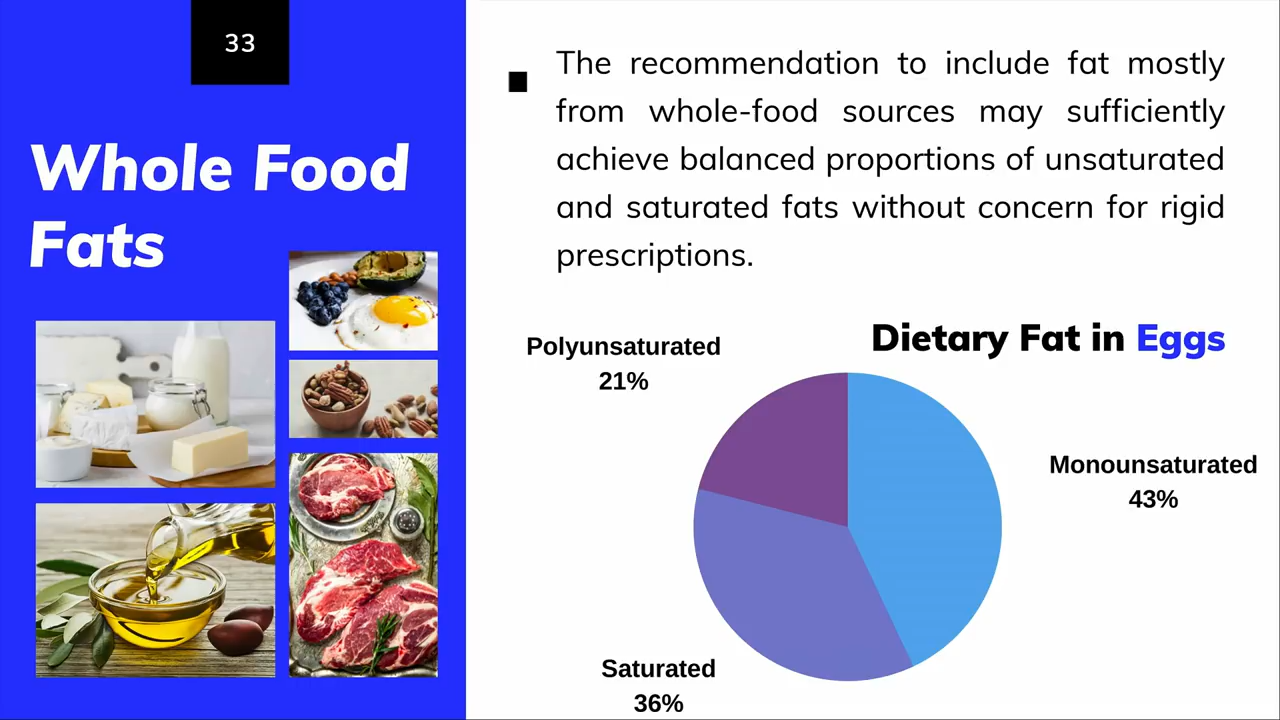 33
Whole Food
Fats
The recommendation to include fat mostly
from whole-food sources may sufficiently
achieve balanced proportions of unsaturated
and saturated fats without concern for rigid
prescriptions.
Dietary Fat in Eggs
Polyunsaturated
21%
Monounsaturated
43%
Saturated
36%